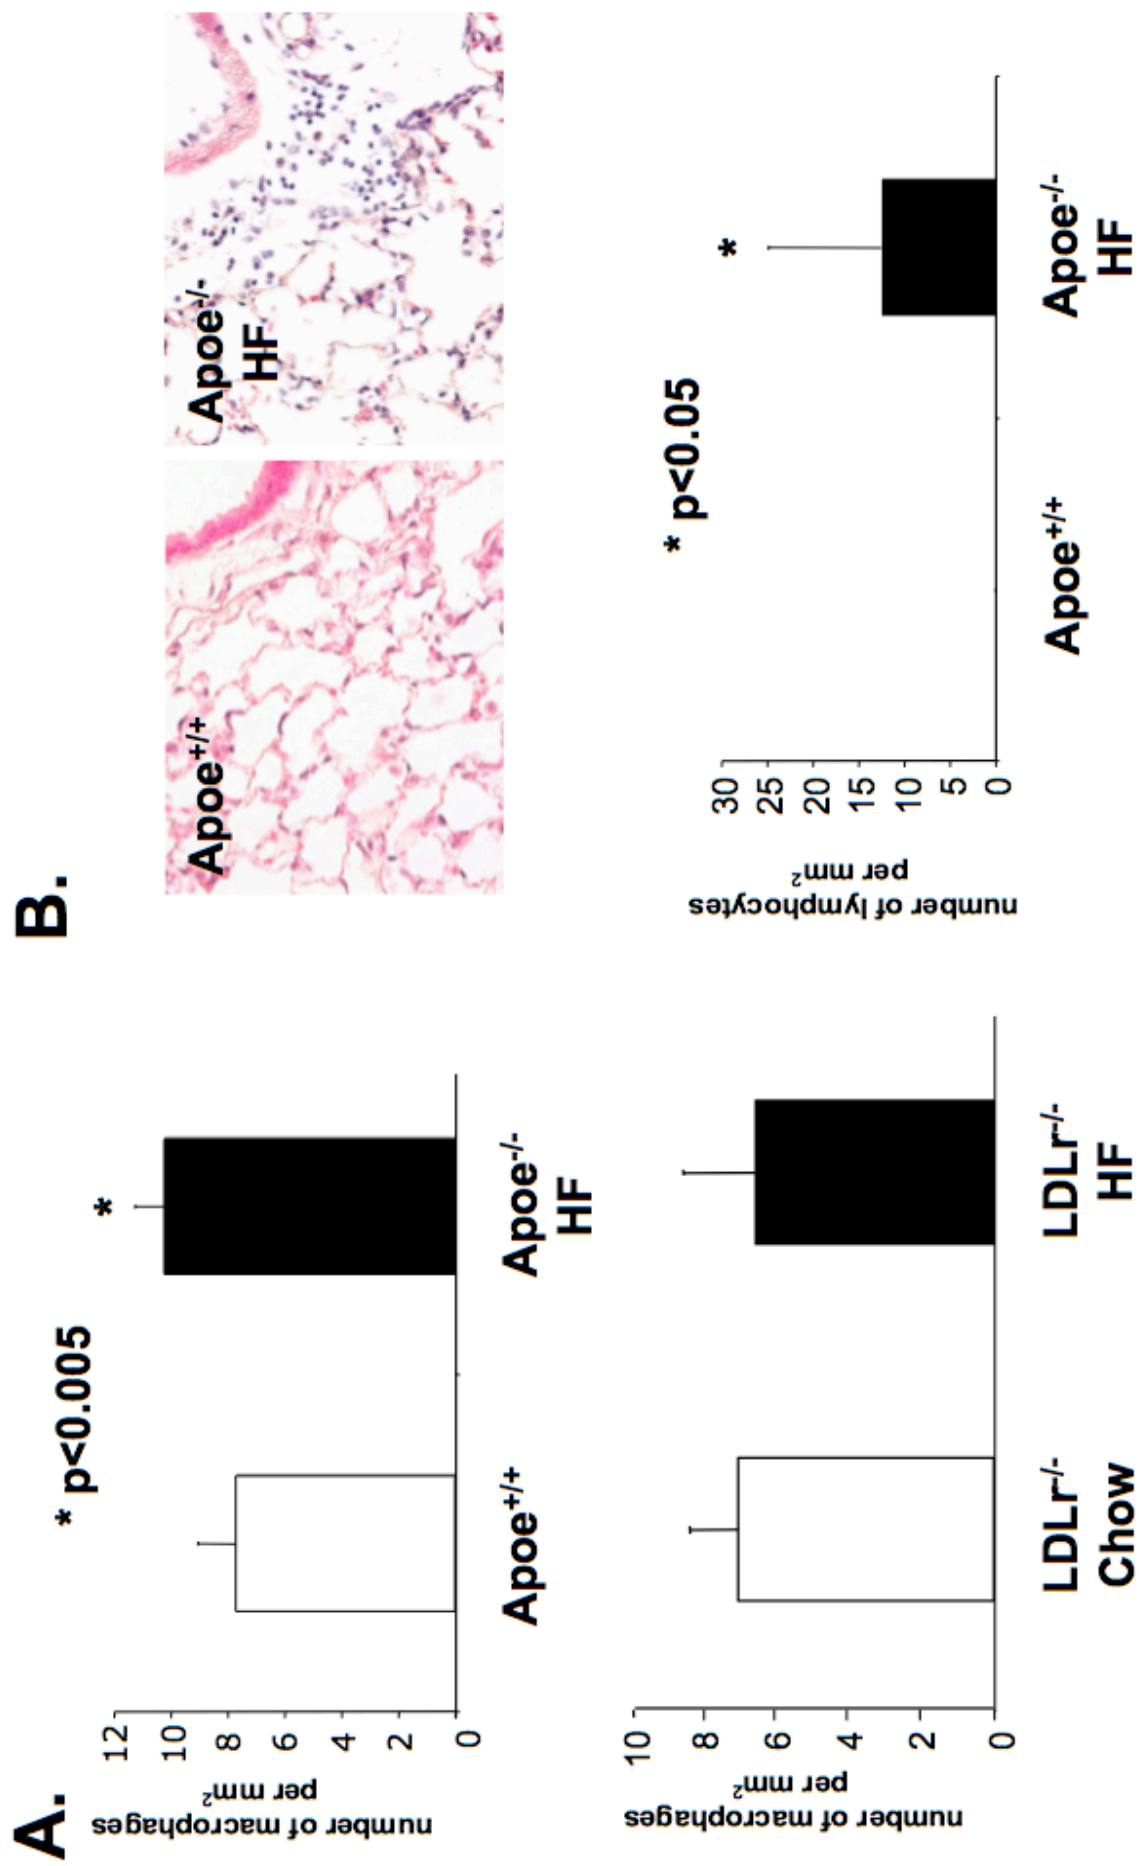 A.
* p<0.005
*
12
10
8
6
4
2
0
number of macrophages
per mm²
Apoe+/+
Apoe-/-
HF
10
8
6
4
2
0
number of macrophages
per mm²
LDLr-/-
Chow
LDLr-/-
HF
B.
Apoe+/+
Apoe-/-
HF
* p<0.05
*
30
25
20
15
10
5
0
number of lymphocytes
per mm²
Apoe+/+
Apoe-/-
HF